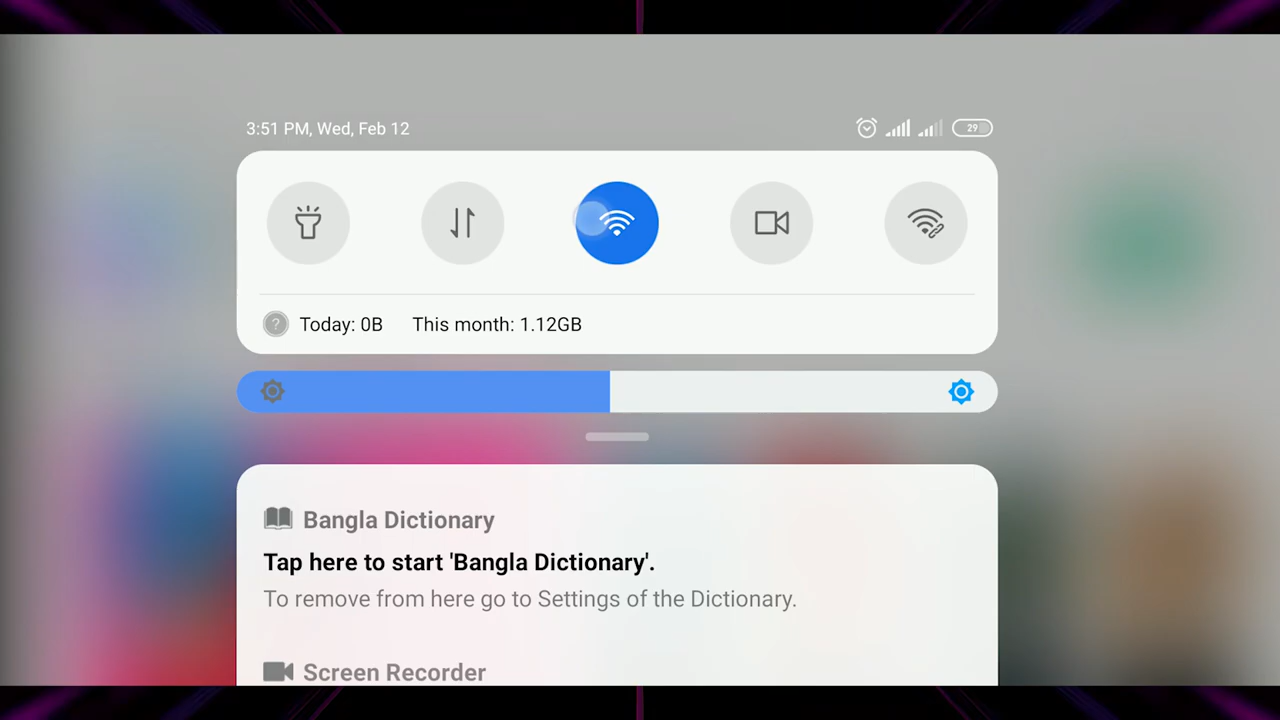 3:51 PM, Wed, Feb 12
29
Today: 0B This month: 1.12GB
Bangla Dictionary
Tap here to start 'Bangla Dictionary'.
To remove from here go to Settings of the Dictionary.
Screen Recorder